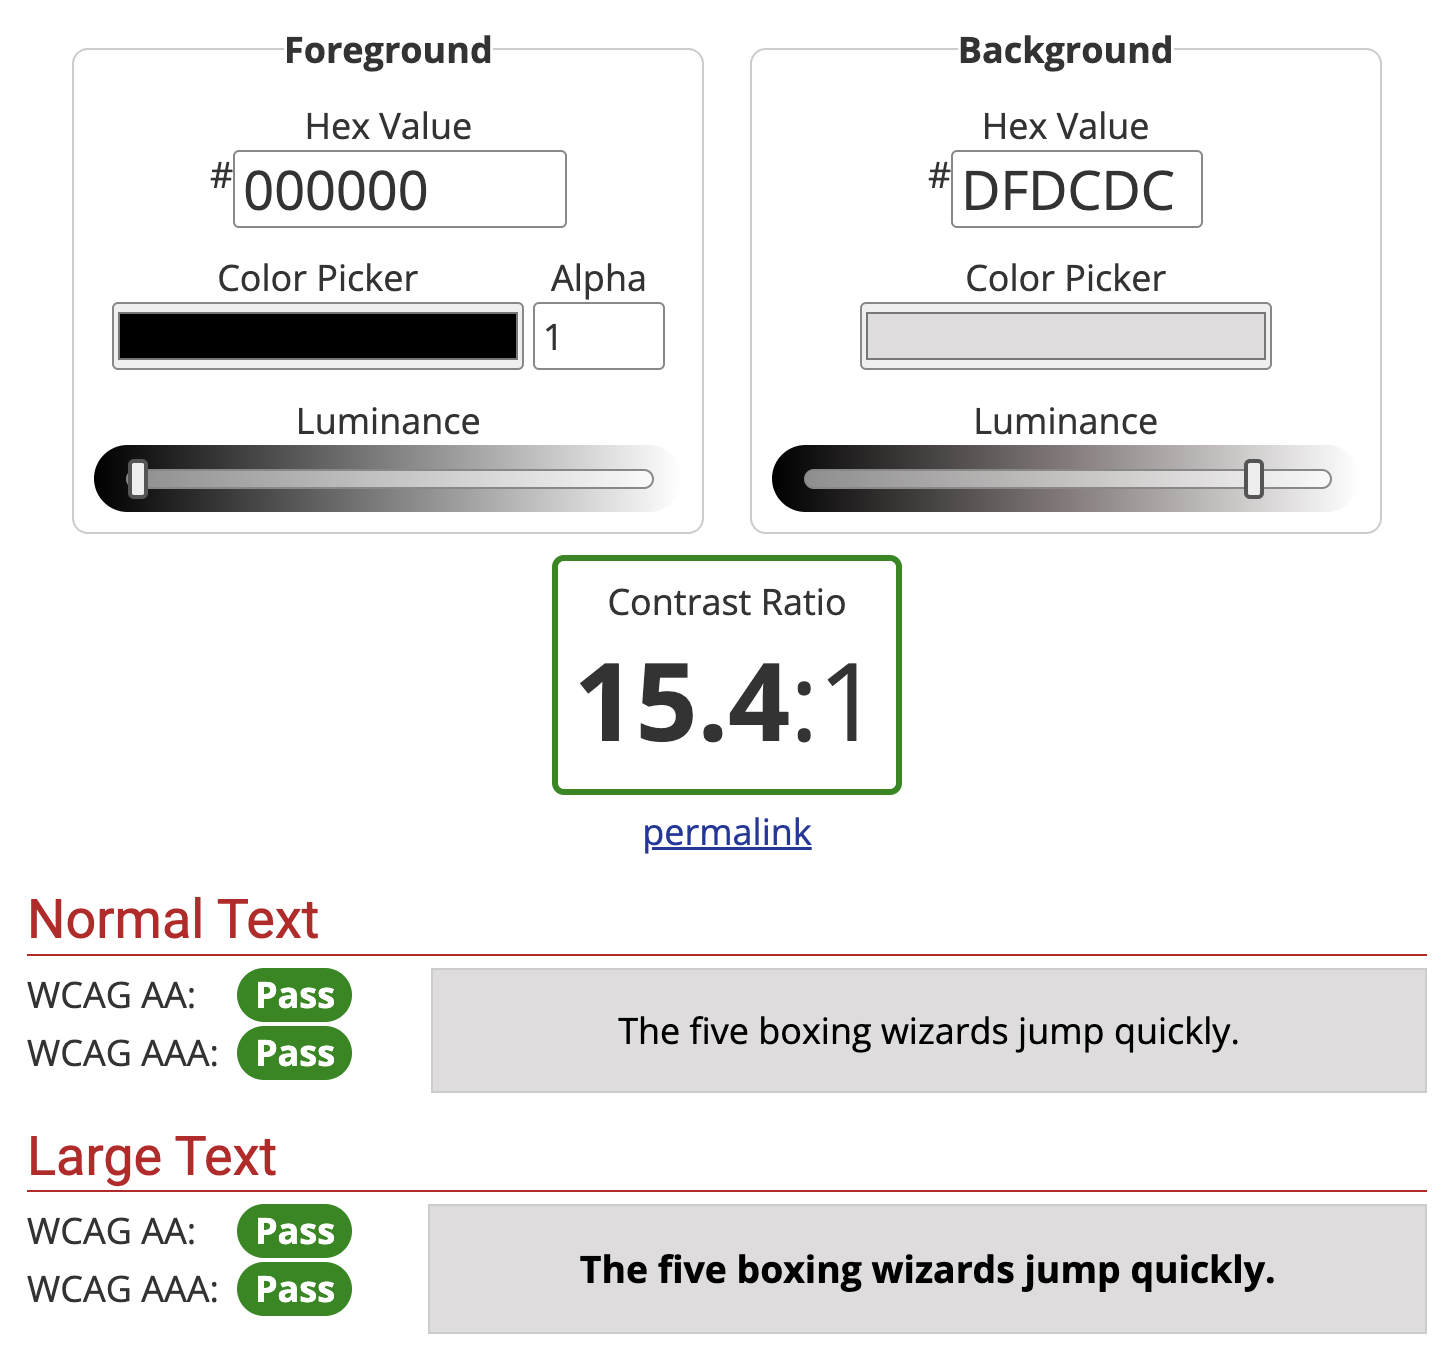 Foreground
Hex Value
#000000
Color Picker
Alpha
1
Luminance
Background
Hex Value
#DFDCDC
Color Picker
Luminance
Contrast Ratio
15.4:1
permalink
Normal Text
WCAG AA: Pass
WCAG AAA: Pass
The five boxing wizards jump quickly.
Large Text
WCAG AA: Pass
WCAG AAA: Pass
The five boxing wizards jump quickly.